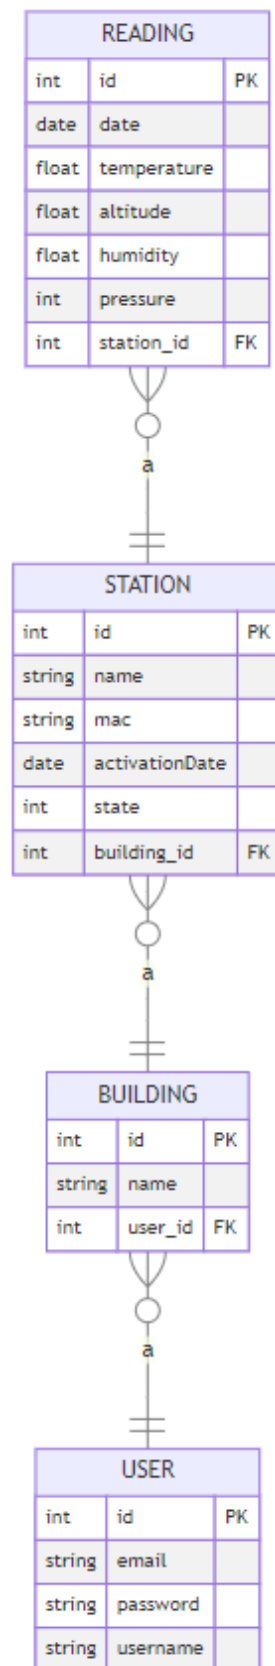 READING
int id PK
date date
float temperature
float altitude
float humidity
int pressure
int station_id FK
a
STATION
int id PK
string name
string mac
date activationDate
int state
int building_id FK
a
BUILDING
int id PK
string name
int user_id FK
a
USER
int id PK
string email
string password
string username